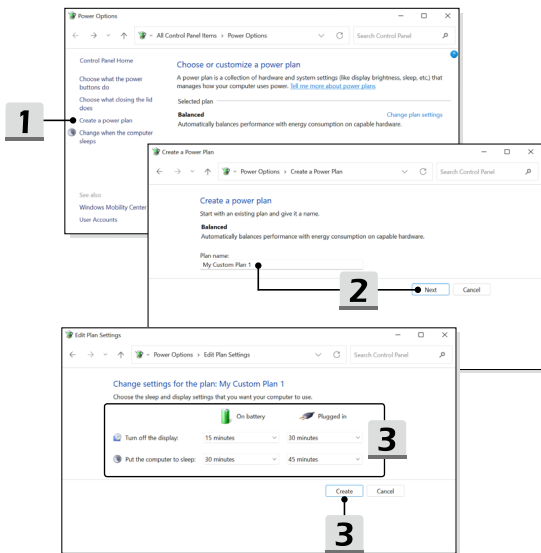 Power Options
All Control Panel Items › Power Options
Search Control Panel
Control Panel Home
Choose what the power
buttons do
Choose what closing the lid
does
Create a power plan
Change when the computer
sleeps
See also
Windows Mobility Center
User Accounts
Choose or customize a power plan
A power plan is a collection of hardware and system settings (like display brightness, sleep, etc.) that
manages how your computer uses power. Tell me more about power plans
Selected plan
Balanced
Change plan settings
Automatically balances performance with energy consumption on capable hardware.
1
Create a Power Plan
Power Options › Create a Power Plan
Search Control Panel
Create a power plan
Start with an existing plan and give it a name.
Balanced
Automatically balances performance with energy consumption on capable hardware.
Plan name:
My Custom Plan 1
2
Next
Cancel
Edit Plan Settings
Power Options › Edit Plan Settings
Search Control Panel
Change settings for the plan: My Custom Plan 1
Choose the sleep and display settings that you want your computer to use.
On battery
Plugged in
Turn off the display:
15 minutes
30 minutes
Put the computer to sleep:
30 minutes
45 minutes
3
Create
Cancel
3